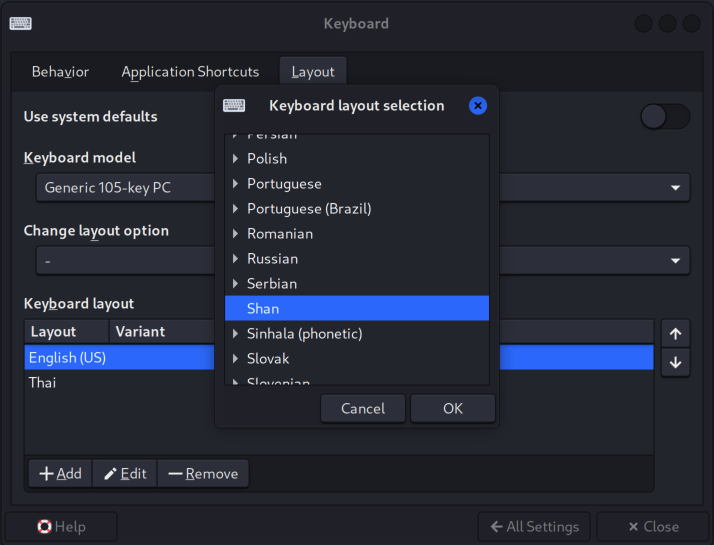 Keyboard
Behavior Application Shortcuts Layout
Keyboard layout selection
Use system defaults
Keyboard model
Generic 105-key PC
Change layout option
-
Keyboard layout
Layout Variant
English (US)
Thai
Persian
Polish
Portuguese
Portuguese (Brazil)
Romanian
Russian
Serbian
Shan
Sinhala (phonetic)
Slovak
Slovenian
Cancel OK
Add Edit Remove
Help All Settings Close